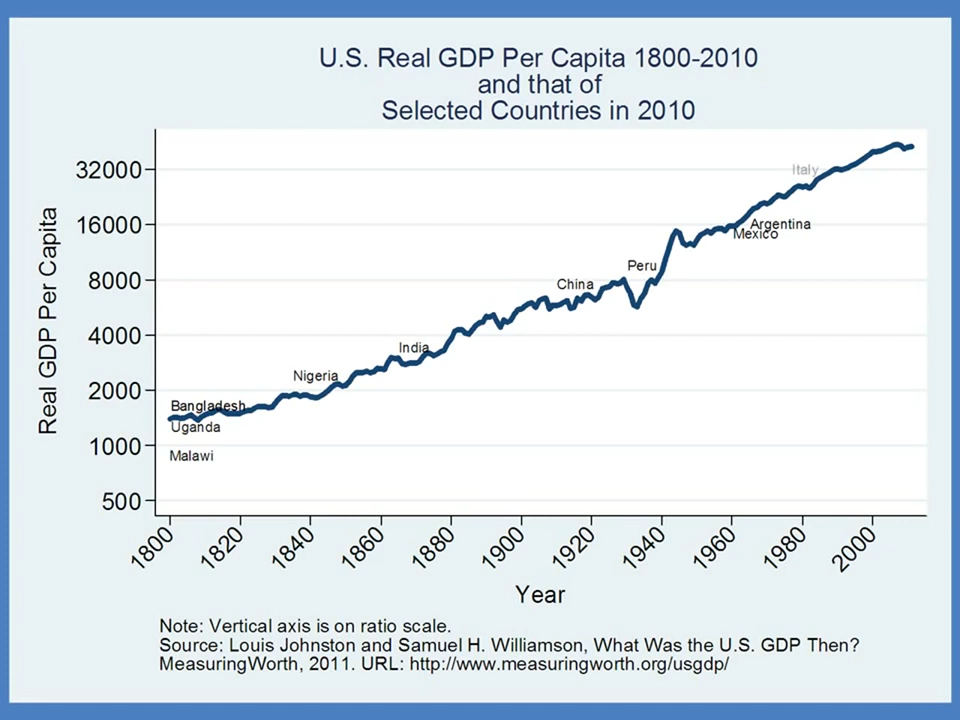 U.S. Real GDP Per Capita 1800-2010
and that of
Selected Countries in 2010
Real GDP Per Capita
32000
16000
8000
4000
2000
1000
500
Italy
Argentina
Mexico
Peru
China
India
Nigeria
Bangladesh
Uganda
Malawi
1800
1820
1840
1860
1880
1900
1920
1940
1960
1980
2000
Year
Note: Vertical axis is on ratio scale.
Source: Louis Johnston and Samuel H. Williamson, What Was the U.S. GDP Then?
MeasuringWorth, 2011. URL: http://www.measuringworth.org/usgdp/